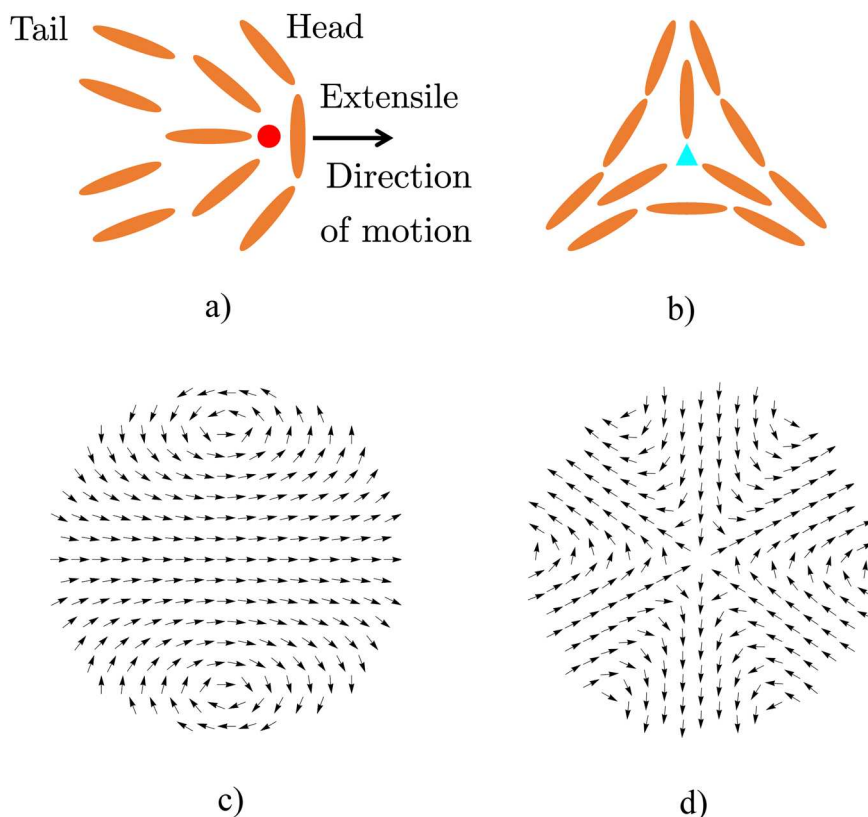 Tail
Head
Extensile
Direction
of motion
a)
b)
c)
d)